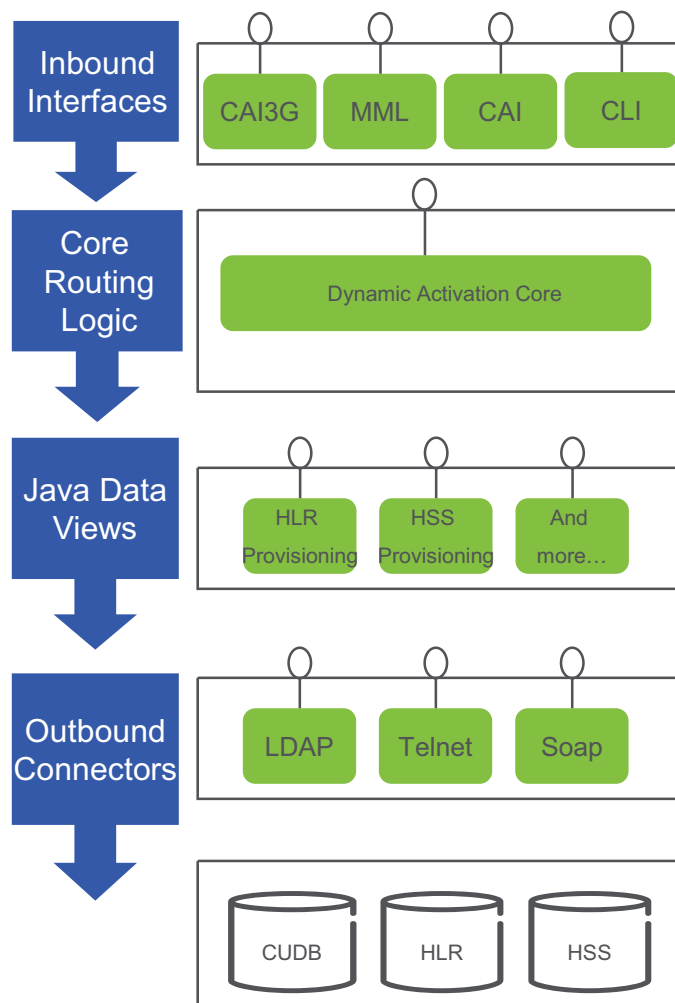 Inbound
Interfaces
CAI3G
MML
CAI
CLI
Core
Routing
Logic
Dynamic Activation Core
Java Data
Views
HLR
Provisioning
HSS
Provisioning
And
more…
Outbound
Connectors
LDAP
Telnet
Soap
CUDB
HLR
HSS